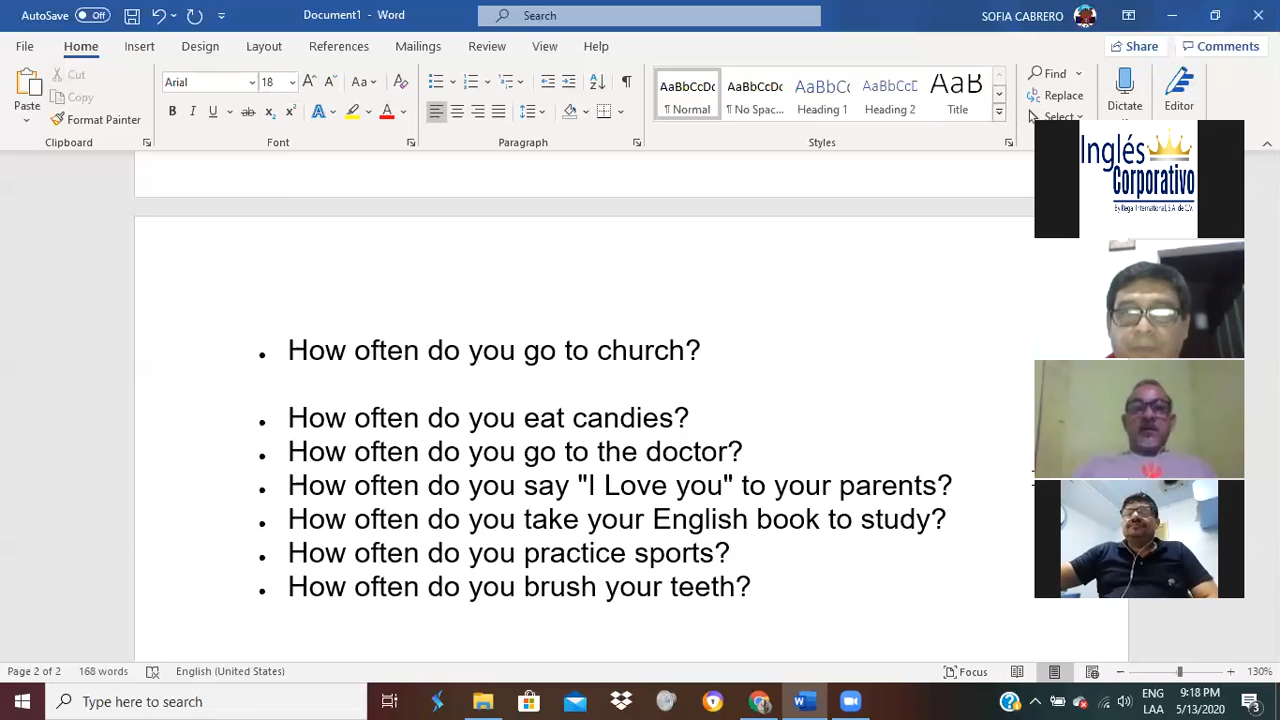 AutoSave Off Document1 - Word Search SOFIA CABRERO
File Home Insert Design Layout References Mailings Review View Help Share Comments
Paste Cut Copy Format Painter
Arial 18 A A Aa
B I U ab x₂ x² A A
AaBbCcDc AaBbCcDc AaBbCc AaBbCcE AaB
¶ Normal ¶ No Spac... Heading 1 Heading 2 Title
Find Replace Select
Dictate Editor
Clipboard Font Paragraph Styles
Inglés
Corporativo
• How often do you go to church?
• How often do you eat candies?
• How often do you go to the doctor?
• How often do you say "I Love you" to your parents?
• How often do you take your English book to study?
• How often do you practice sports?
• How often do you brush your teeth?
Page 2 of 2 168 words English (United States) Focus 130%
Type here to search
ENG LAA
9:18 PM
5/13/2020
3